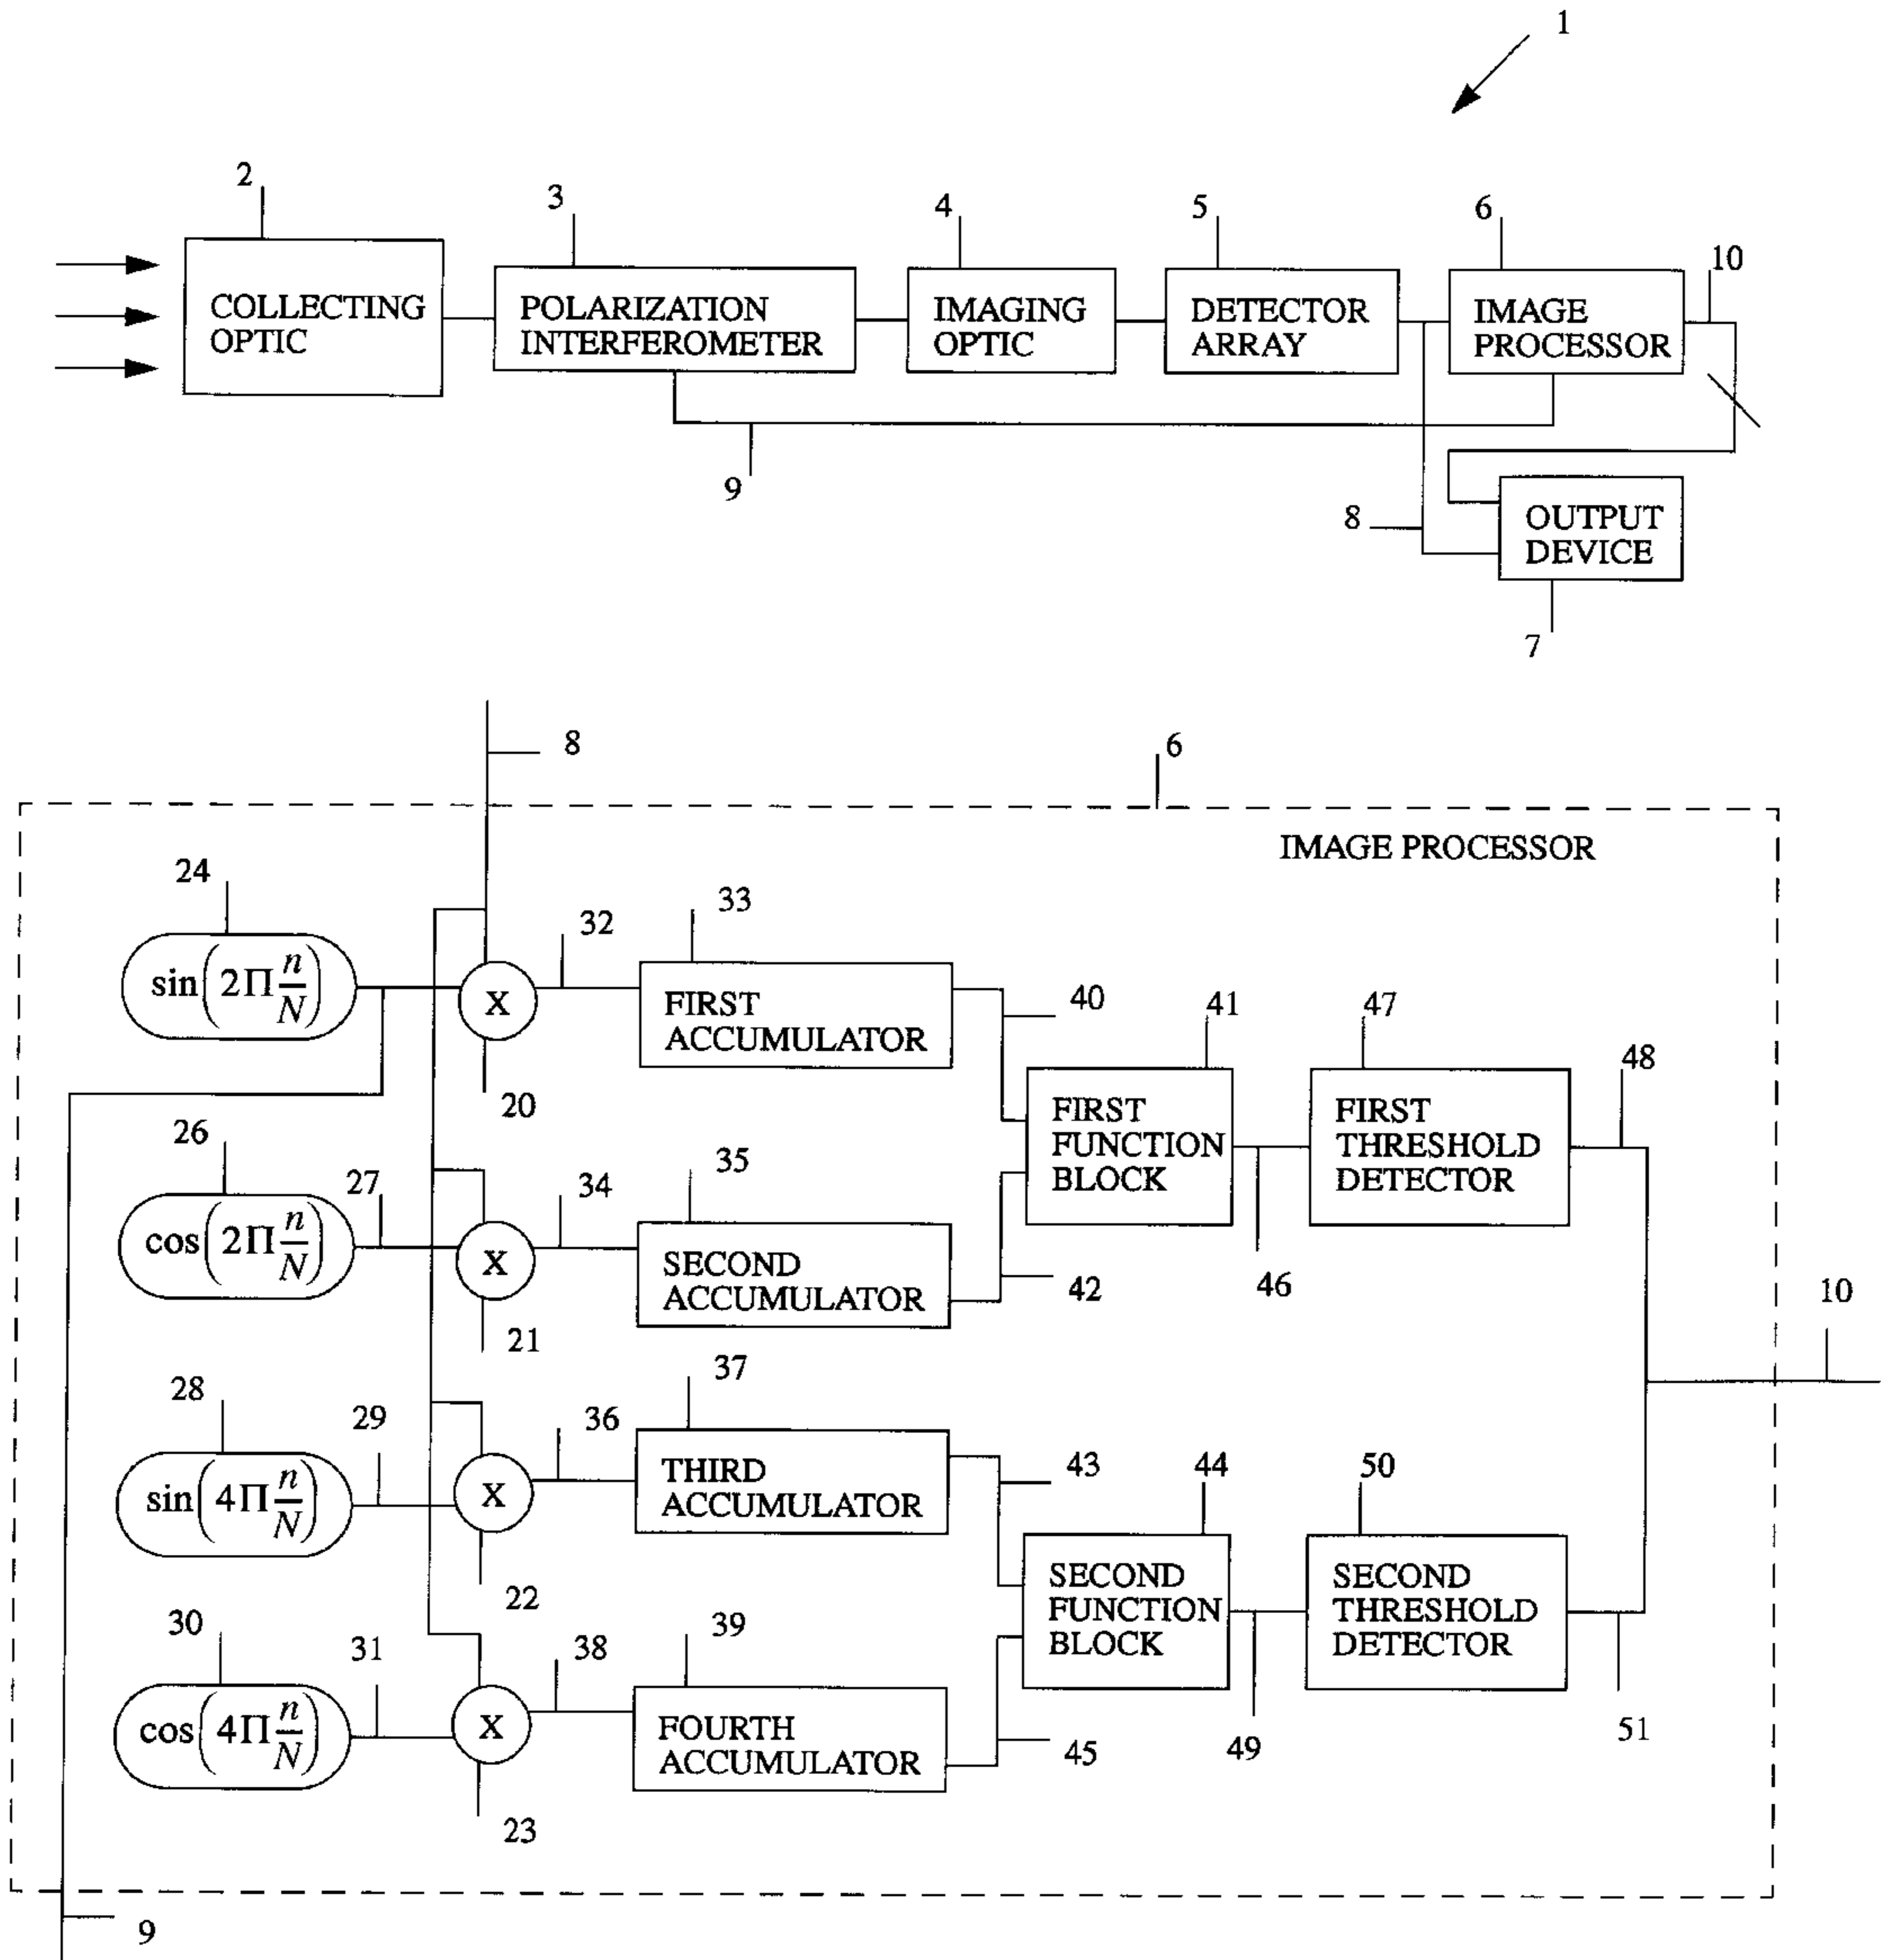 1
2
3
4
5
6
10
COLLECTING
OPTIC
POLARIZATION
INTERFEROMETER
IMAGING
OPTIC
DETECTOR
ARRAY
IMAGE
PROCESSOR
9
8
OUTPUT
DEVICE
7
8
6
IMAGE PROCESSOR
24
sin(2Π n/N)
32
33
X
FIRST
ACCUMULATOR
40
41
47
48
20
FIRST
FUNCTION
BLOCK
FIRST
THRESHOLD
DETECTOR
26
27
34
35
cos(2Π n/N)
X
SECOND
ACCUMULATOR
42
46
10
21
28
29
36
37
sin(4Π n/N)
X
THIRD
ACCUMULATOR
43
44
50
22
SECOND
FUNCTION
BLOCK
SECOND
THRESHOLD
DETECTOR
30
31
38
39
cos(4Π n/N)
X
FOURTH
ACCUMULATOR
45
49
51
23
9